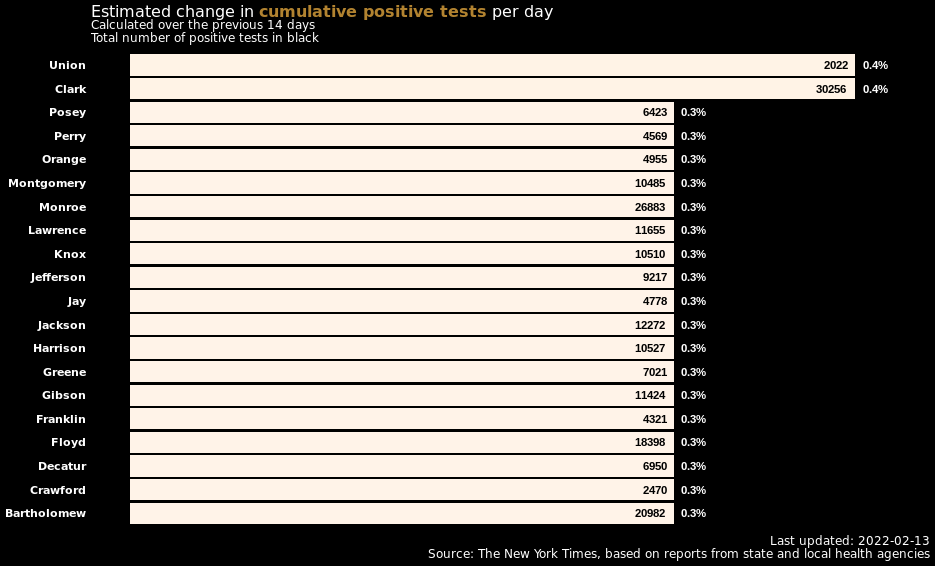 Estimated change in cumulative positive tests per day
Calculated over the previous 14 days
Total number of positive tests in black
Union 2022 0.4%
Clark 30256 0.4%
Posey 6423 0.3%
Perry 4569 0.3%
Orange 4955 0.3%
Montgomery 10485 0.3%
Monroe 26883 0.3%
Lawrence 11655 0.3%
Knox 10510 0.3%
Jefferson 9217 0.3%
Jay 4778 0.3%
Jackson 12272 0.3%
Harrison 10527 0.3%
Greene 7021 0.3%
Gibson 11424 0.3%
Franklin 4321 0.3%
Floyd 18398 0.3%
Decatur 6950 0.3%
Crawford 2470 0.3%
Bartholomew 20982 0.3%
Last updated: 2022-02-13
Source: The New York Times, based on reports from state and local health agencies